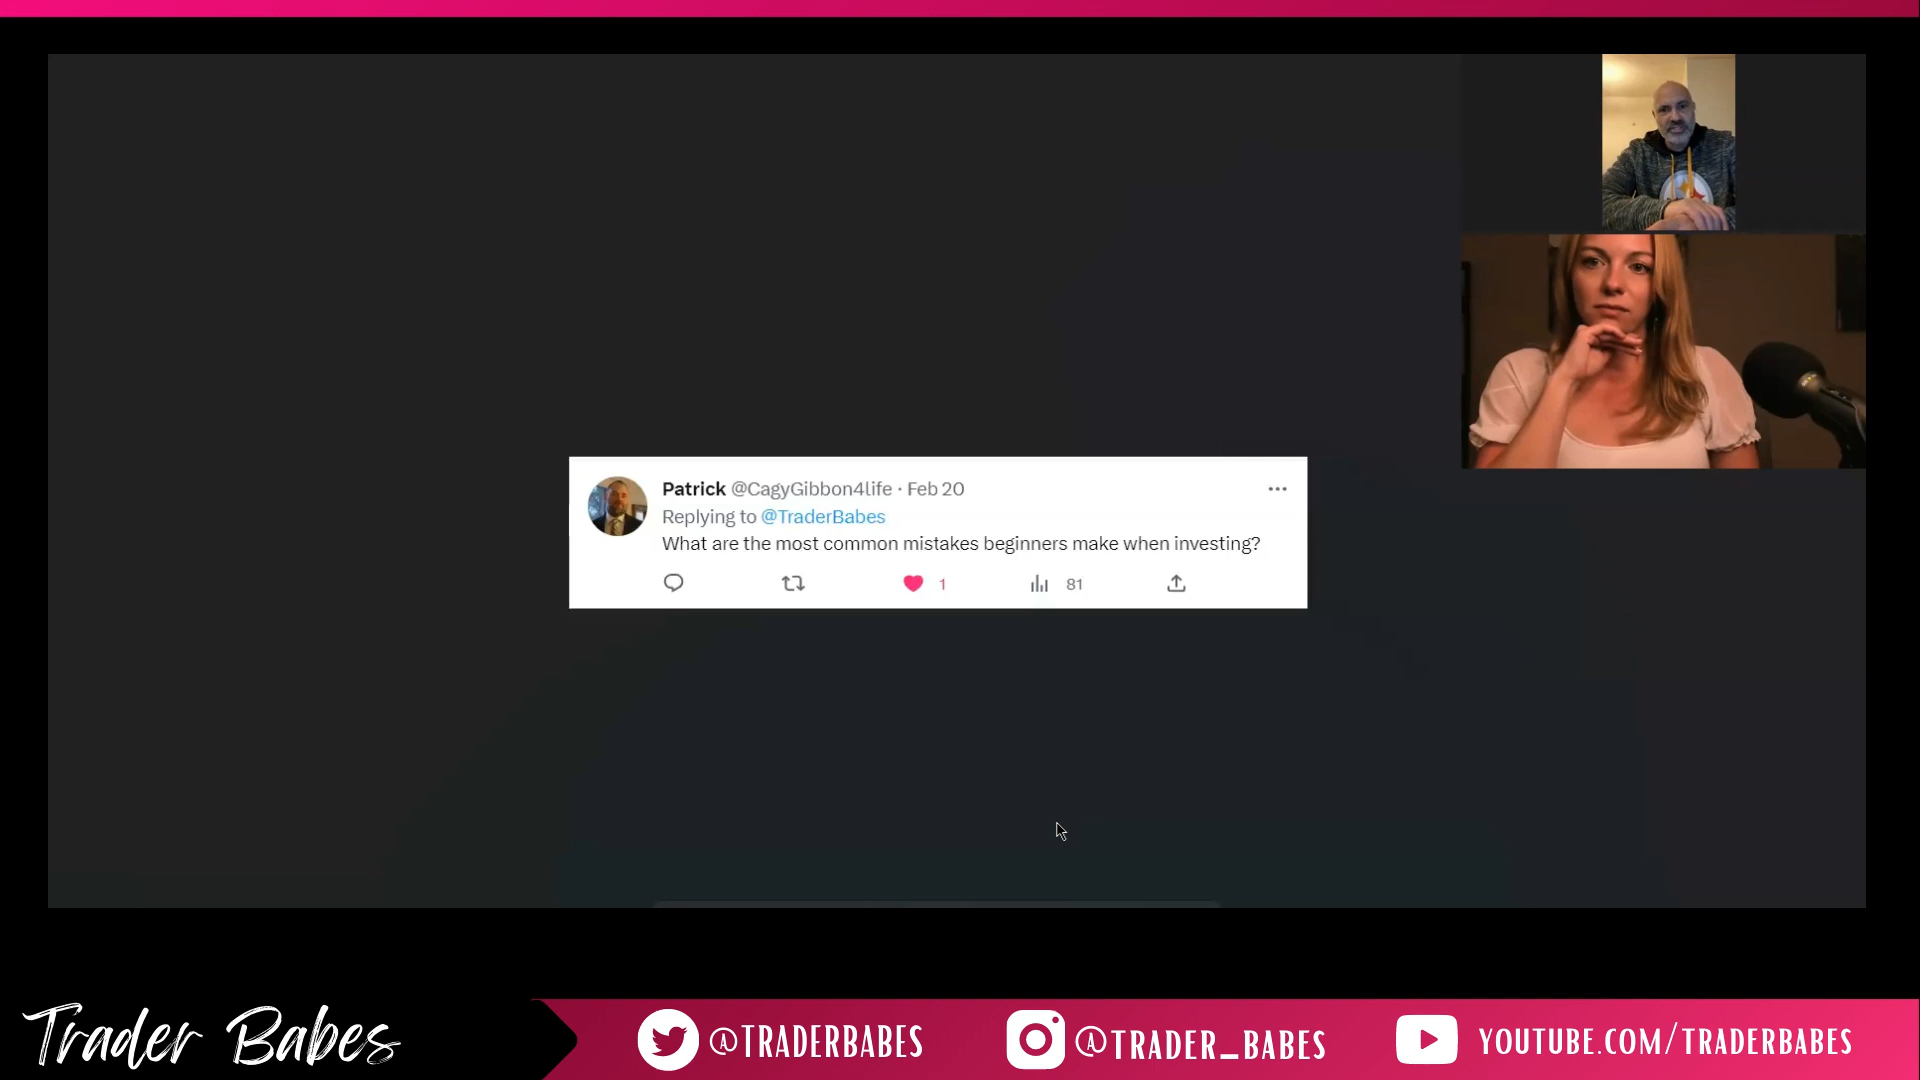 Patrick @CagyGibbon4life · Feb 20
Replying to @TraderBabes
What are the most common mistakes beginners make when investing?
1 81
Trader Babes
@TRADERBABES
@TRADER_BABES
YOUTUBE.COM/TRADERBABES